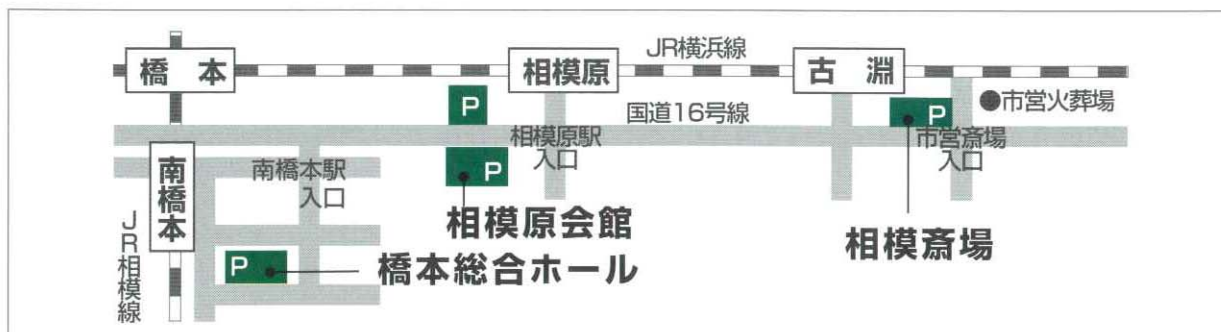 橋本
相模原
JR横浜線
古淵
P
国道16号線
P
●市営火葬場
相模原駅
入口
市営斎場
入口
南橋本
南橋本駅
入口
P
相模原会館
相模斎場
JR相模線
P
橋本総合ホール